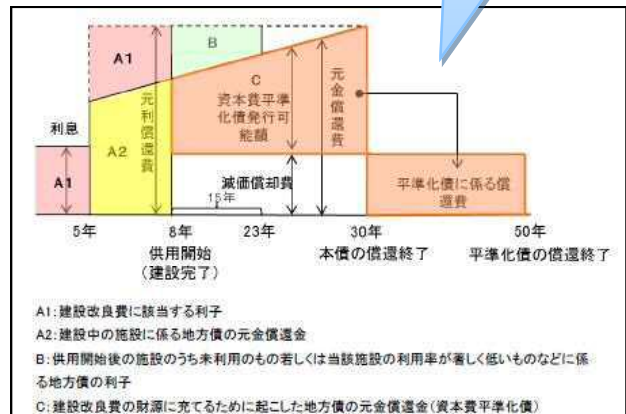 A1
B
元利償還費
C
資本費平準
化債発行可
能額
元金償還費
利息
A2
A1
減価償却費
15年
平準化債に係る償
還費
5年
8年
23年
30年
50年
供用開始
(建設完了)
本債の償還終了
平準化債の償還終了
A1:建設改良費に該当する利子
A2:建設中の施設に係る地方債の元金償還金
B:供用開始後の施設のうち未利用のもの若しくは当該施設の利用率が著しく低いものなどに係
る地方債の利子
C:建設改良費の財源に充てるために起こした地方債の元金償還金(資本費平準化債)